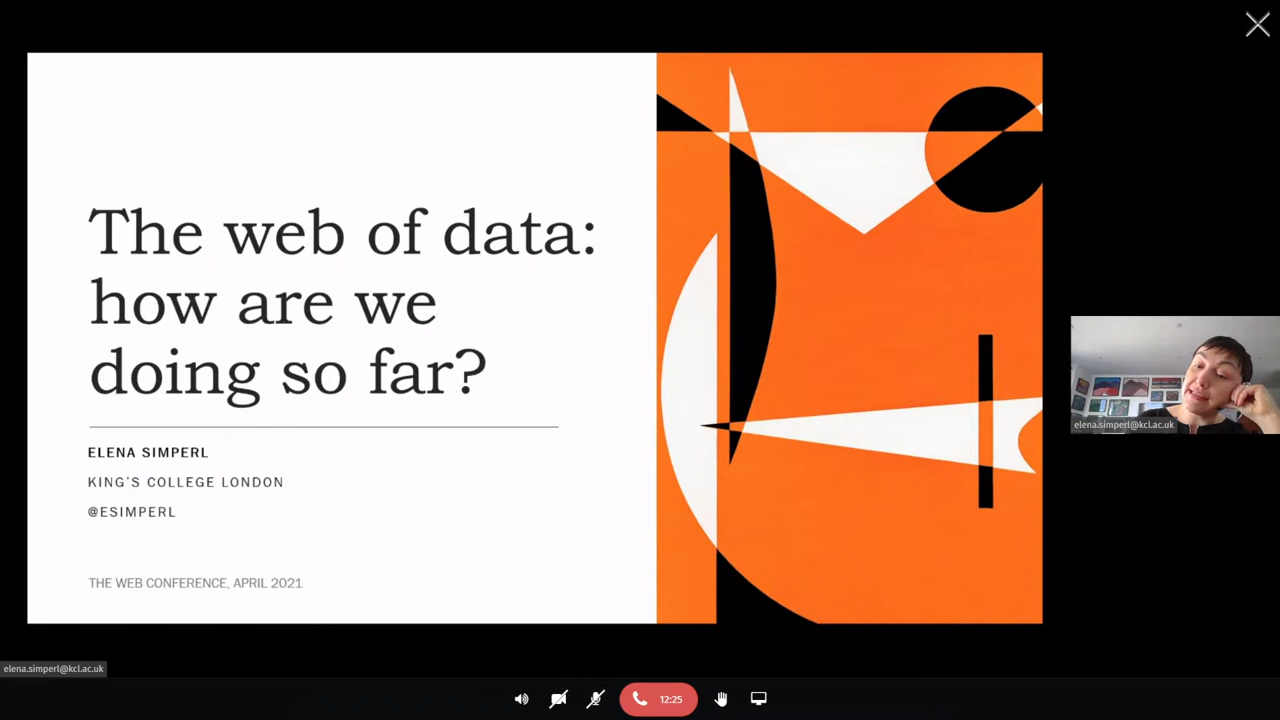 The web of data:
how are we
doing so far?
ELENA SIMPERL
KING'S COLLEGE LONDON
@ESIMPERL
THE WEB CONFERENCE, APRIL 2021
elena.simperl@kcl.ac.uk
elena.simperl@kcl.ac.uk
12:25